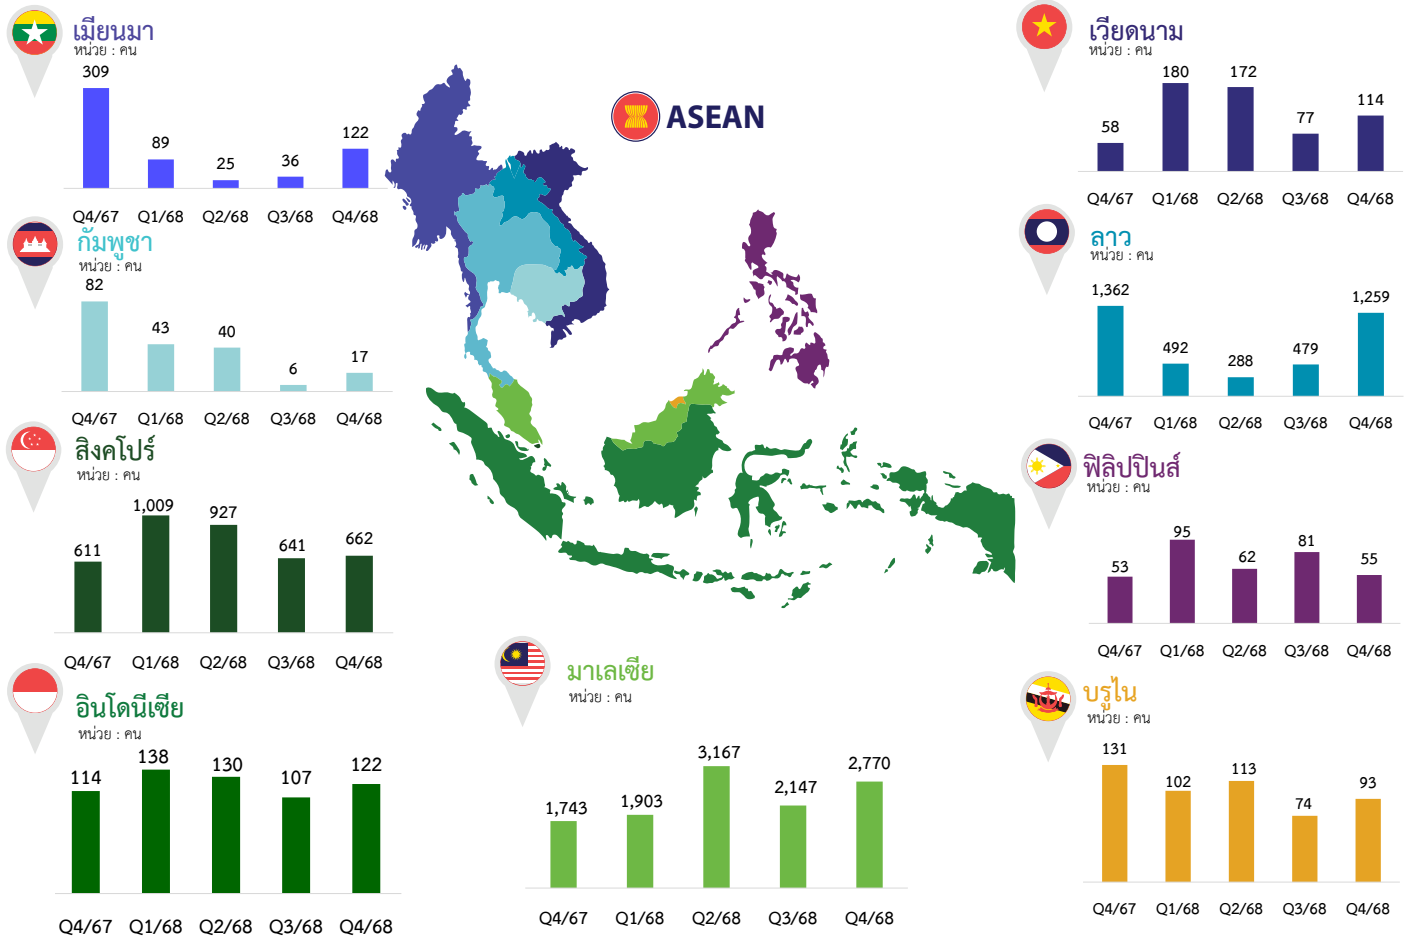 เมียนมา
หน่วย : คน
309
89
25
36
122
Q4/67 Q1/68 Q2/68 Q3/68 Q4/68
กัมพูชา
หน่วย : คน
82
43
40
6
17
Q4/67 Q1/68 Q2/68 Q3/68 Q4/68
สิงคโปร์
หน่วย : คน
611
1,009
927
641
662
Q4/67 Q1/68 Q2/68 Q3/68 Q4/68
อินโดนีเซีย
หน่วย : คน
114
138
130
107
122
Q4/67 Q1/68 Q2/68 Q3/68 Q4/68
ASEAN
มาเลเซีย
หน่วย : คน
1,743
1,903
3,167
2,147
2,770
Q4/67 Q1/68 Q2/68 Q3/68 Q4/68
เวียดนาม
หน่วย : คน
58
180
172
77
114
Q4/67 Q1/68 Q2/68 Q3/68 Q4/68
ลาว
หน่วย : คน
1,362
492
288
479
1,259
Q4/67 Q1/68 Q2/68 Q3/68 Q4/68
ฟิลิปปินส์
หน่วย : คน
53
95
62
81
55
Q4/67 Q1/68 Q2/68 Q3/68 Q4/68
บรูไน
หน่วย : คน
131
102
113
74
93
Q4/67 Q1/68 Q2/68 Q3/68 Q4/68